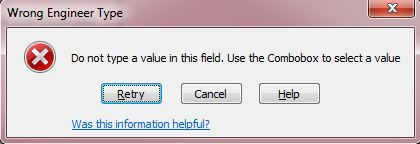 Wrong Engineer Type
Do not type a value in this field. Use the Combobox to select a value
Retry Cancel Help
Was this information helpful?